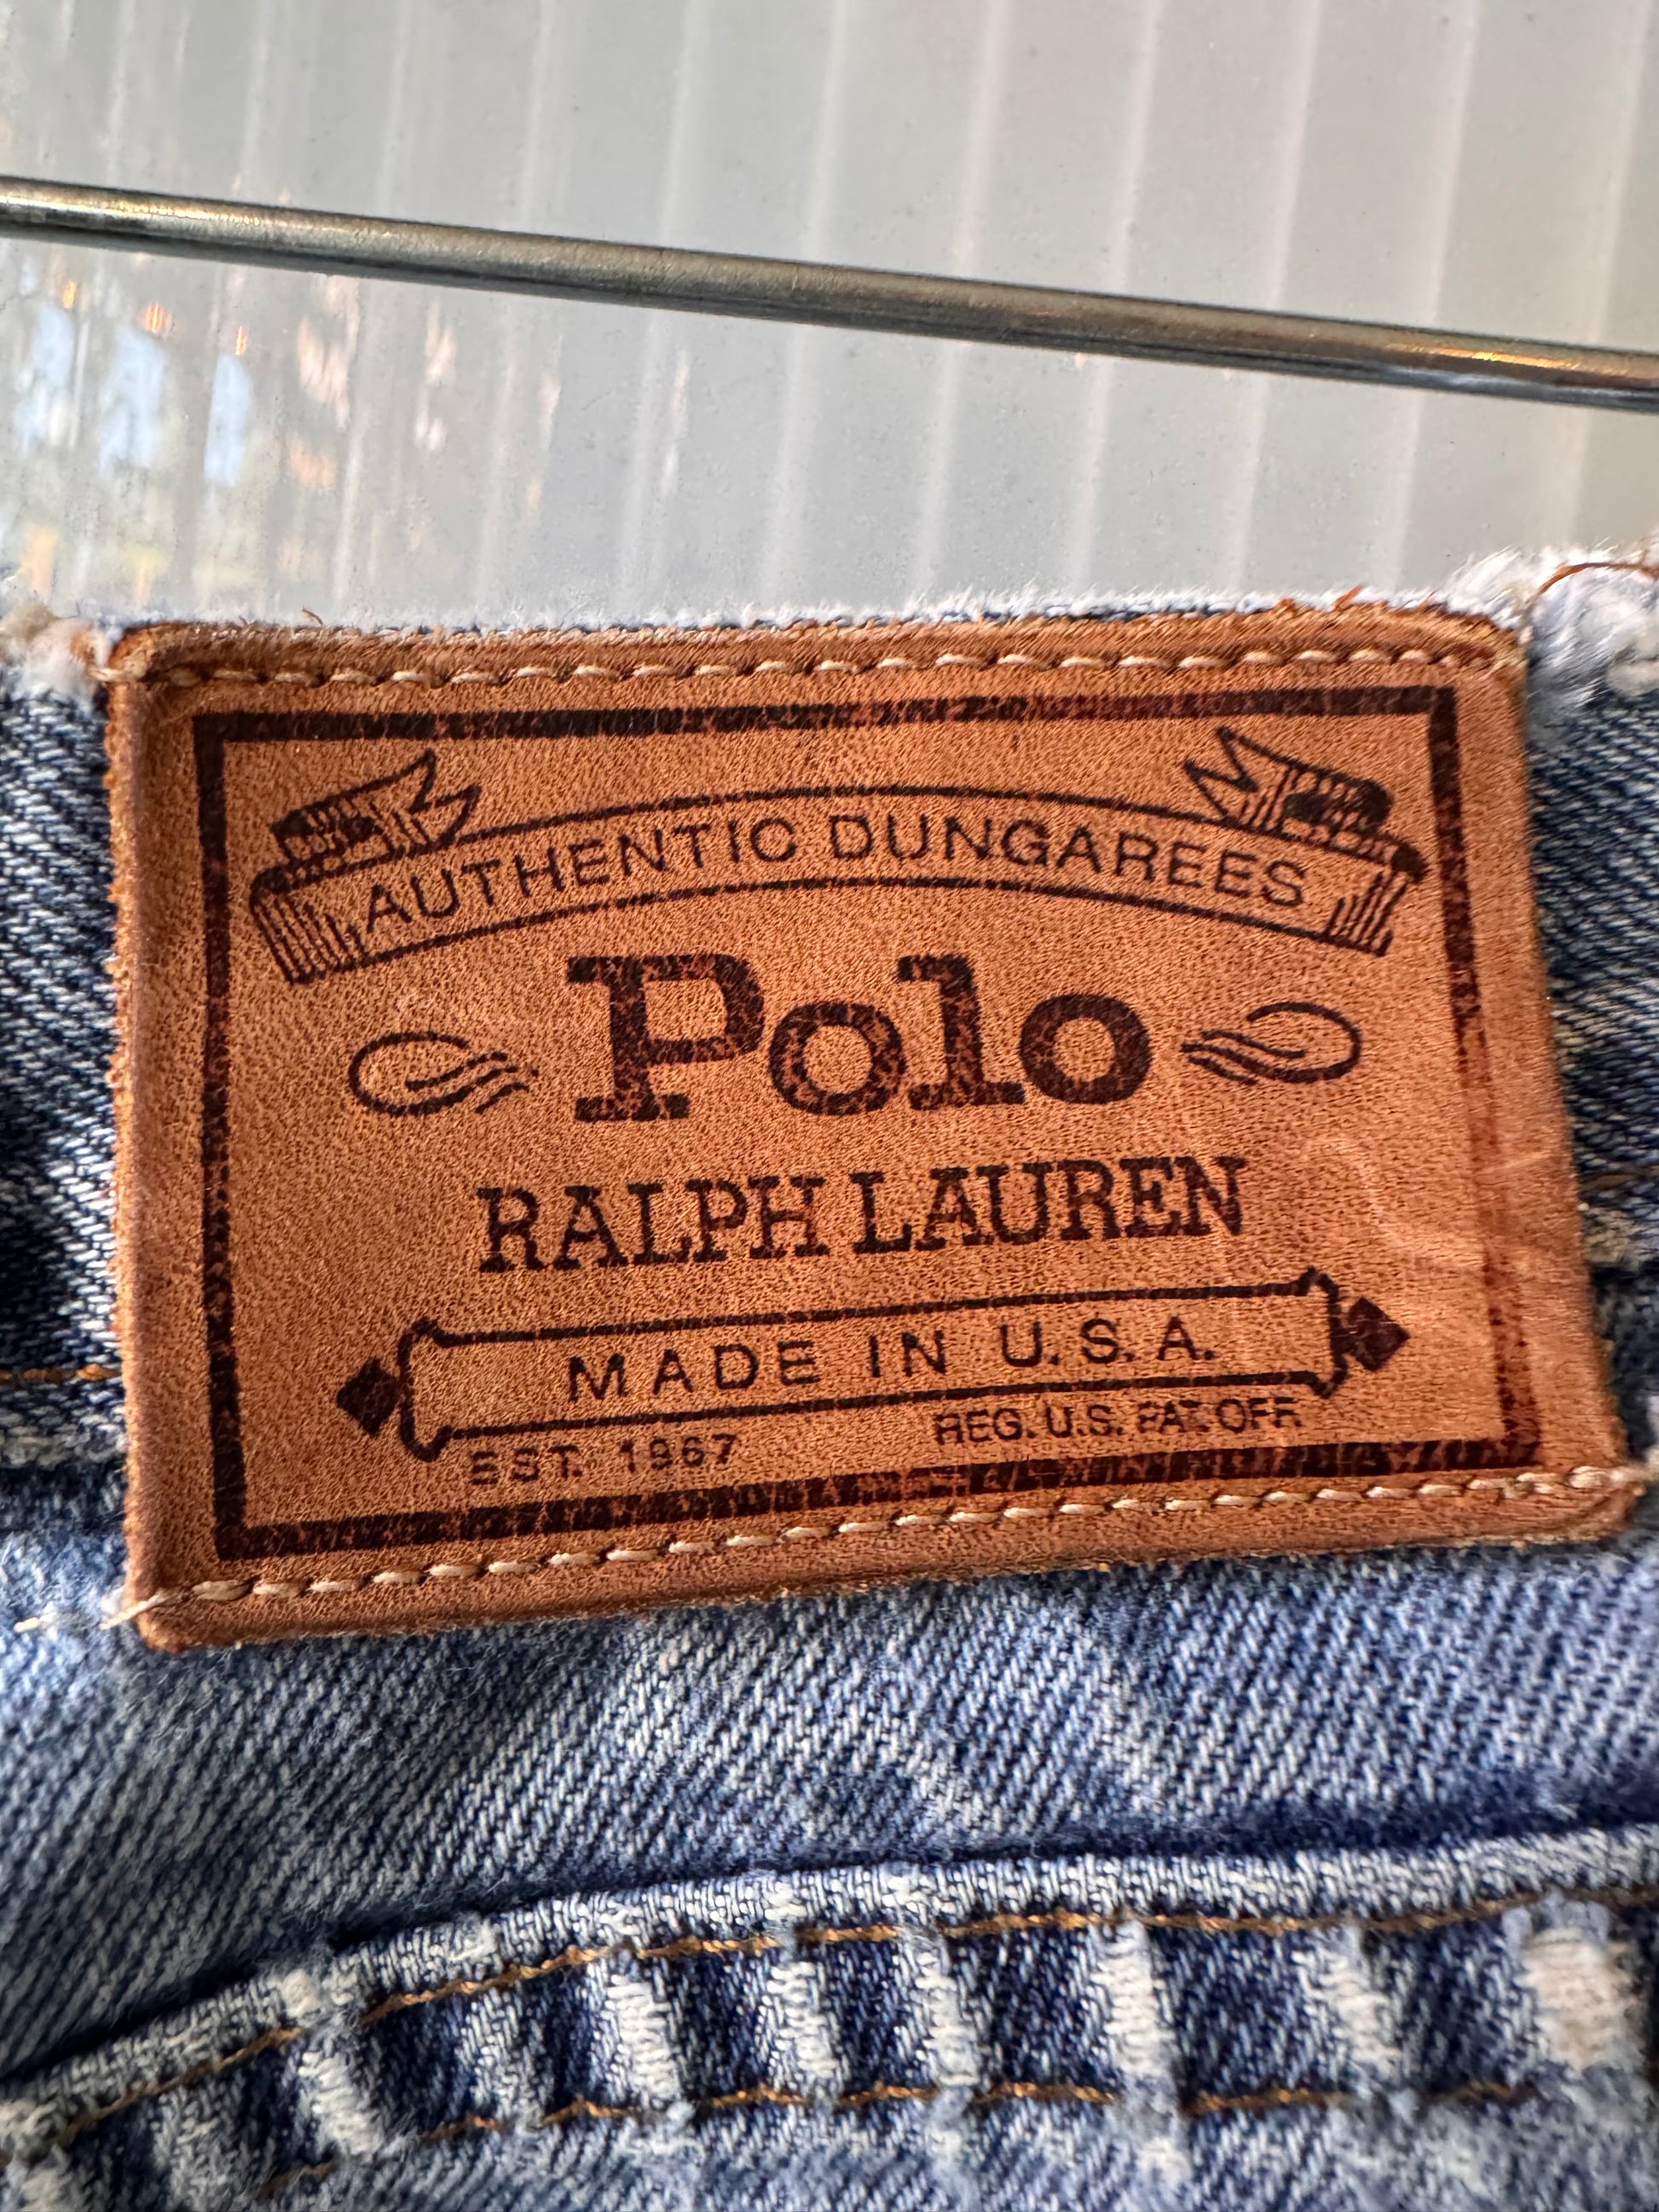 AUTHENTIC DUNGAREES
Polo
RALPH LAUREN
MADE IN U.S.A.
EST. 1967
REG. U.S. PAT. OFF.